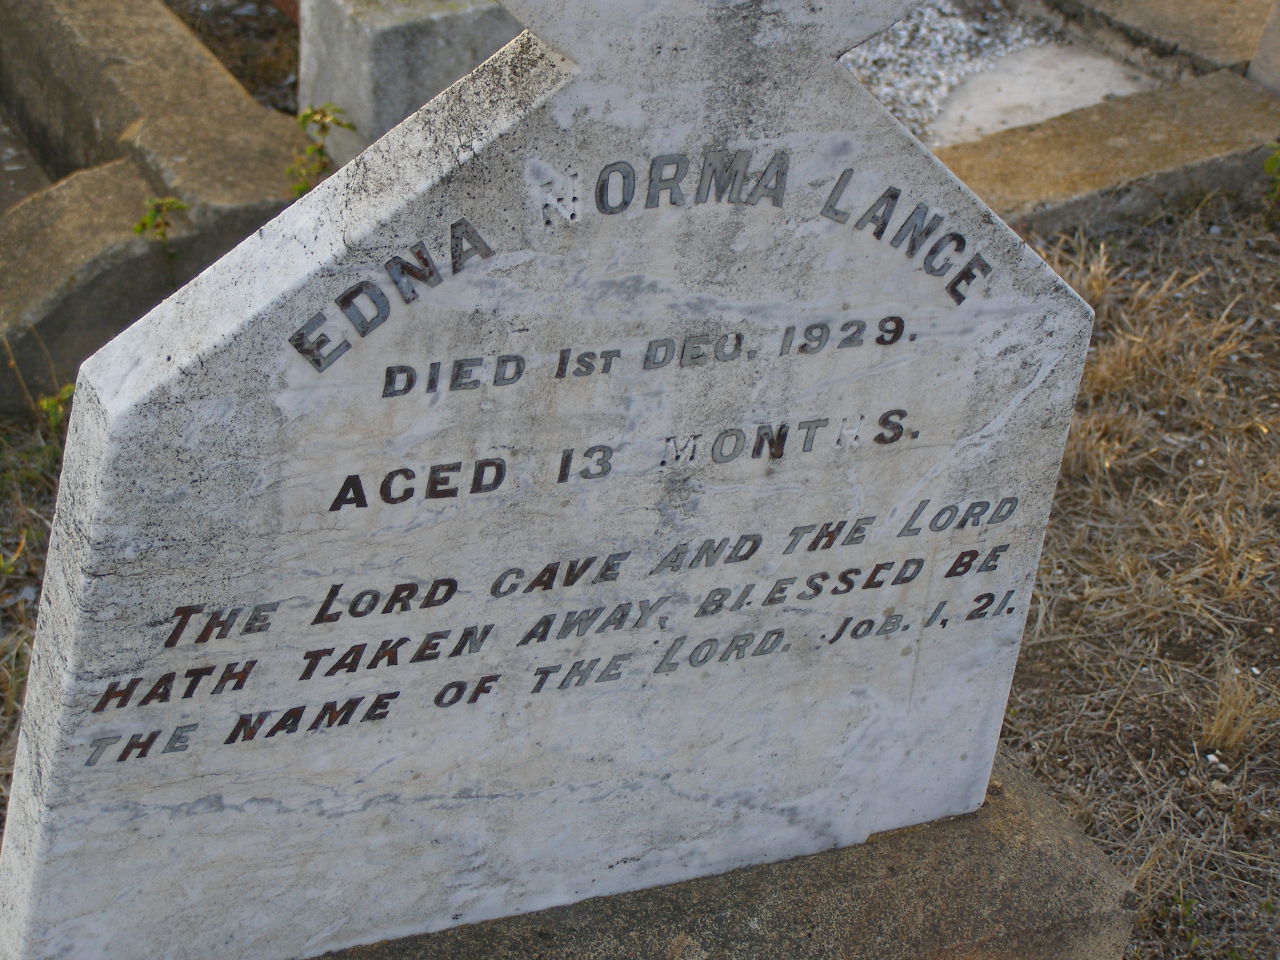 EDNA NORMA LANGE
DIED 1ST DEC. 1929.
AGED 13 MONTHS.
THE LORD GAVE AND THE LORD
HATH TAKEN AWAY, BLESSED BE
THE NAME OF THE LORD. JOB. 1, 21.